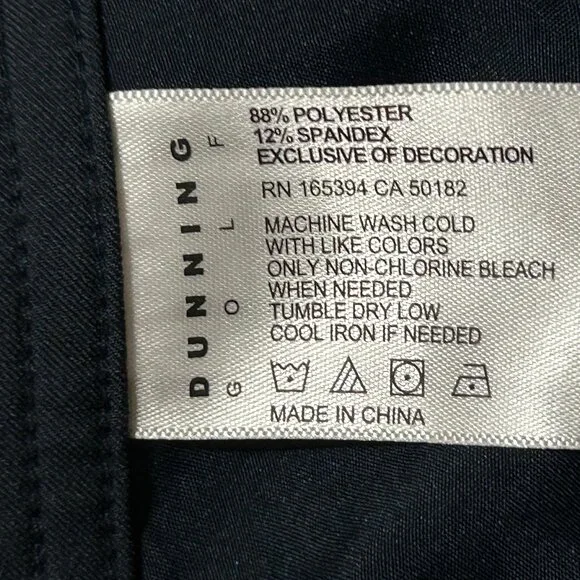 DUNNING
GOLF
88% POLYESTER
12% SPANDEX
EXCLUSIVE OF DECORATION
RN 165394 CA 50182
MACHINE WASH COLD
WITH LIKE COLORS
ONLY NON-CHLORINE BLEACH
WHEN NEEDED
TUMBLE DRY LOW
COOL IRON IF NEEDED
MADE IN CHINA